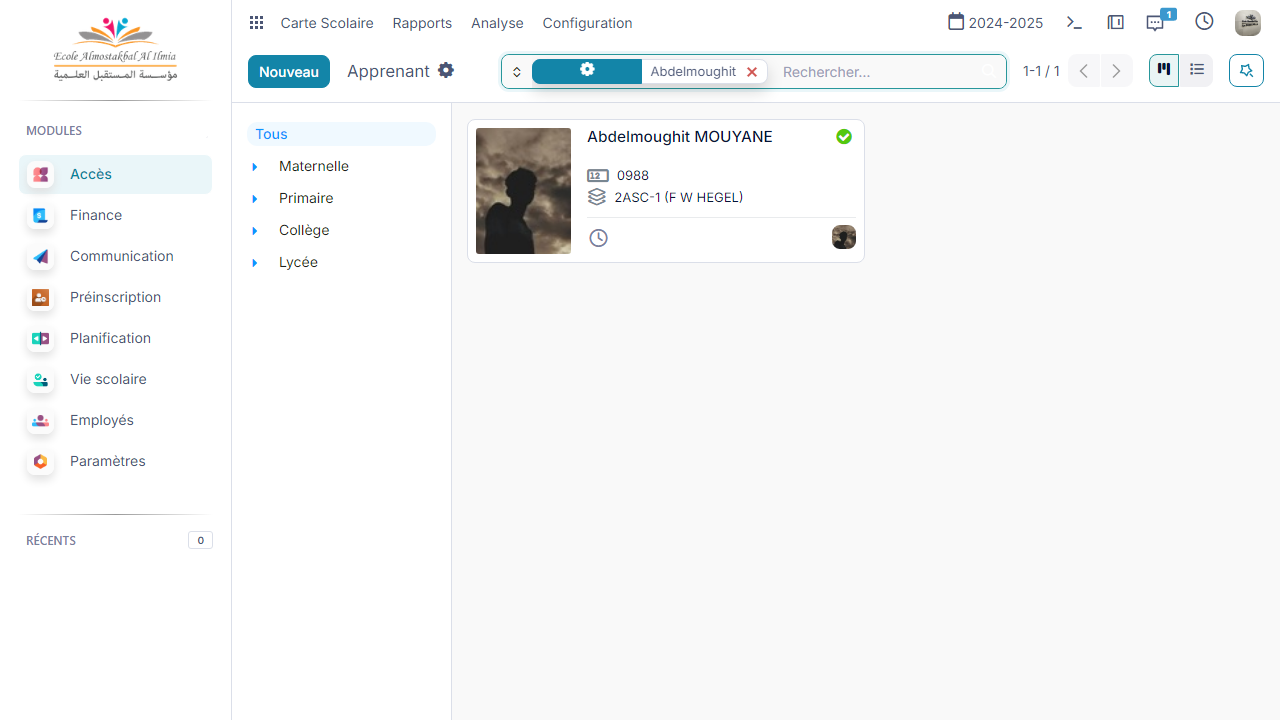 Ecole Almostakbal Al Ilmia
مؤسسة المستقبل العلمية
MODULES
Accès
Finance
Communication
Préinscription
Planification
Vie scolaire
Employés
Paramètres
RÉCENTS
0
Carte Scolaire
Rapports
Analyse
Configuration
2024-2025
1
Nouveau
Apprenant
Abdelmoughit
Rechercher...
1-1 / 1
Tous
Maternelle
Primaire
Collège
Lycée
Abdelmoughit MOUYANE
12
0988
2ASC-1 (F W HEGEL)